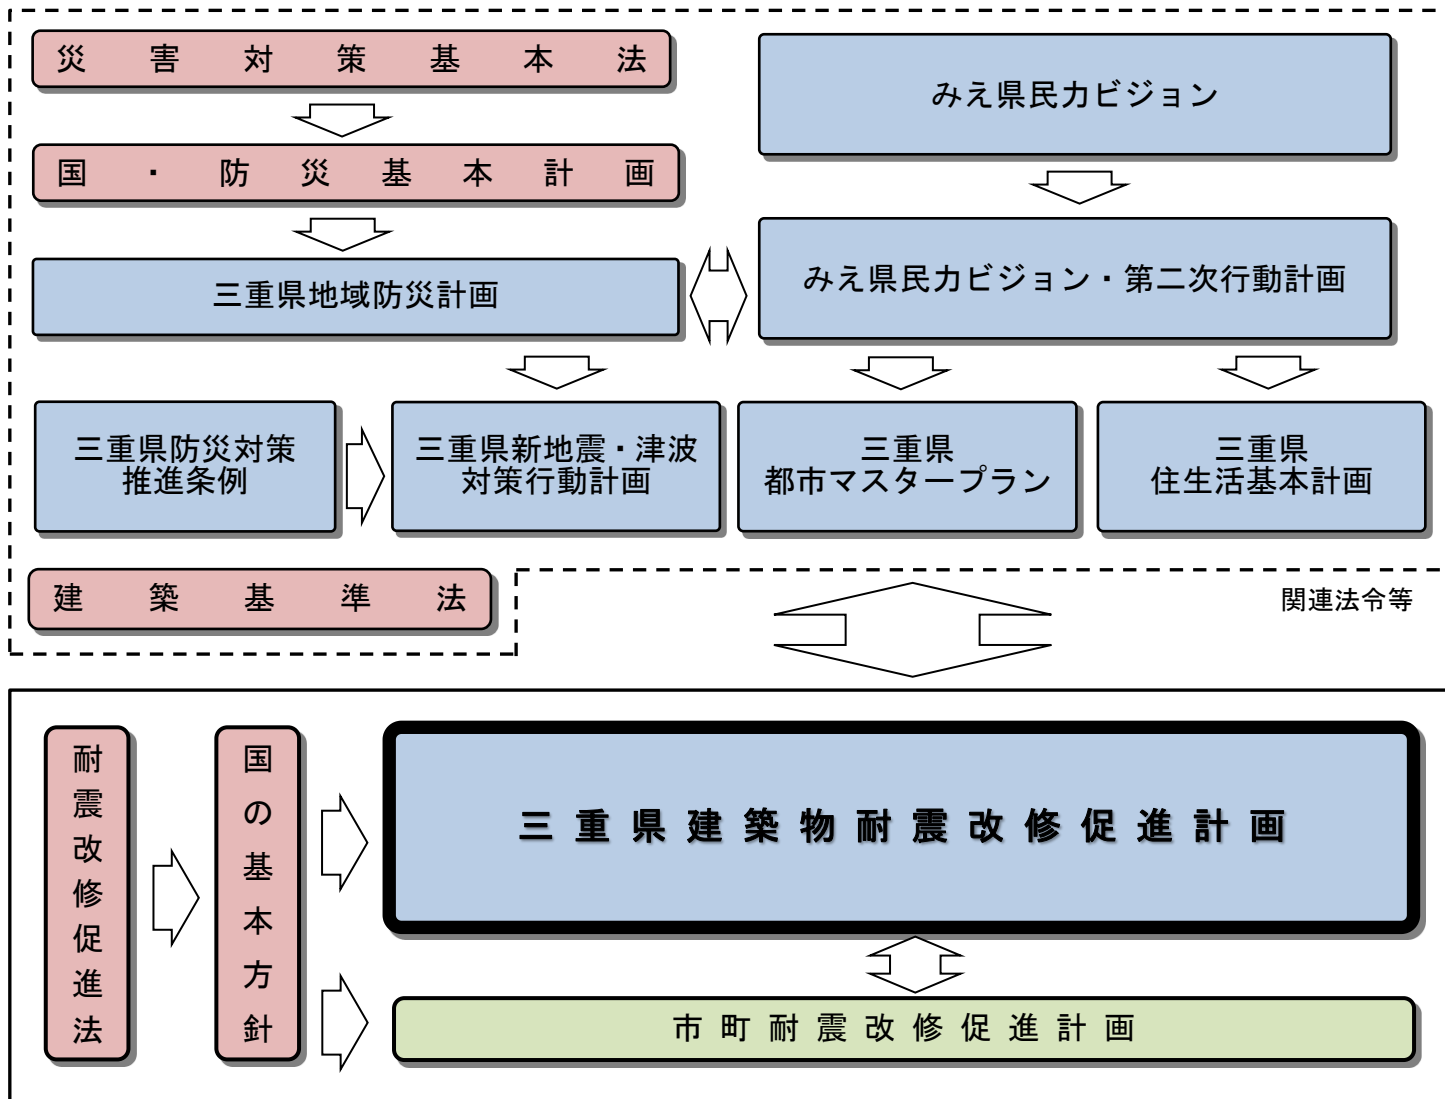 災害対策基本法
国・防災基本計画
三重県地域防災計画
みえ県民力ビジョン
みえ県民力ビジョン・第二次行動計画
三重県防災対策
推進条例
三重県新地震・津波
対策行動計画
三重県
都市マスタープラン
三重県
住生活基本計画
建築基準法
関連法令等
耐震改修促進法
国の基本方針
三重県建築物耐震改修促進計画
市町耐震改修促進計画